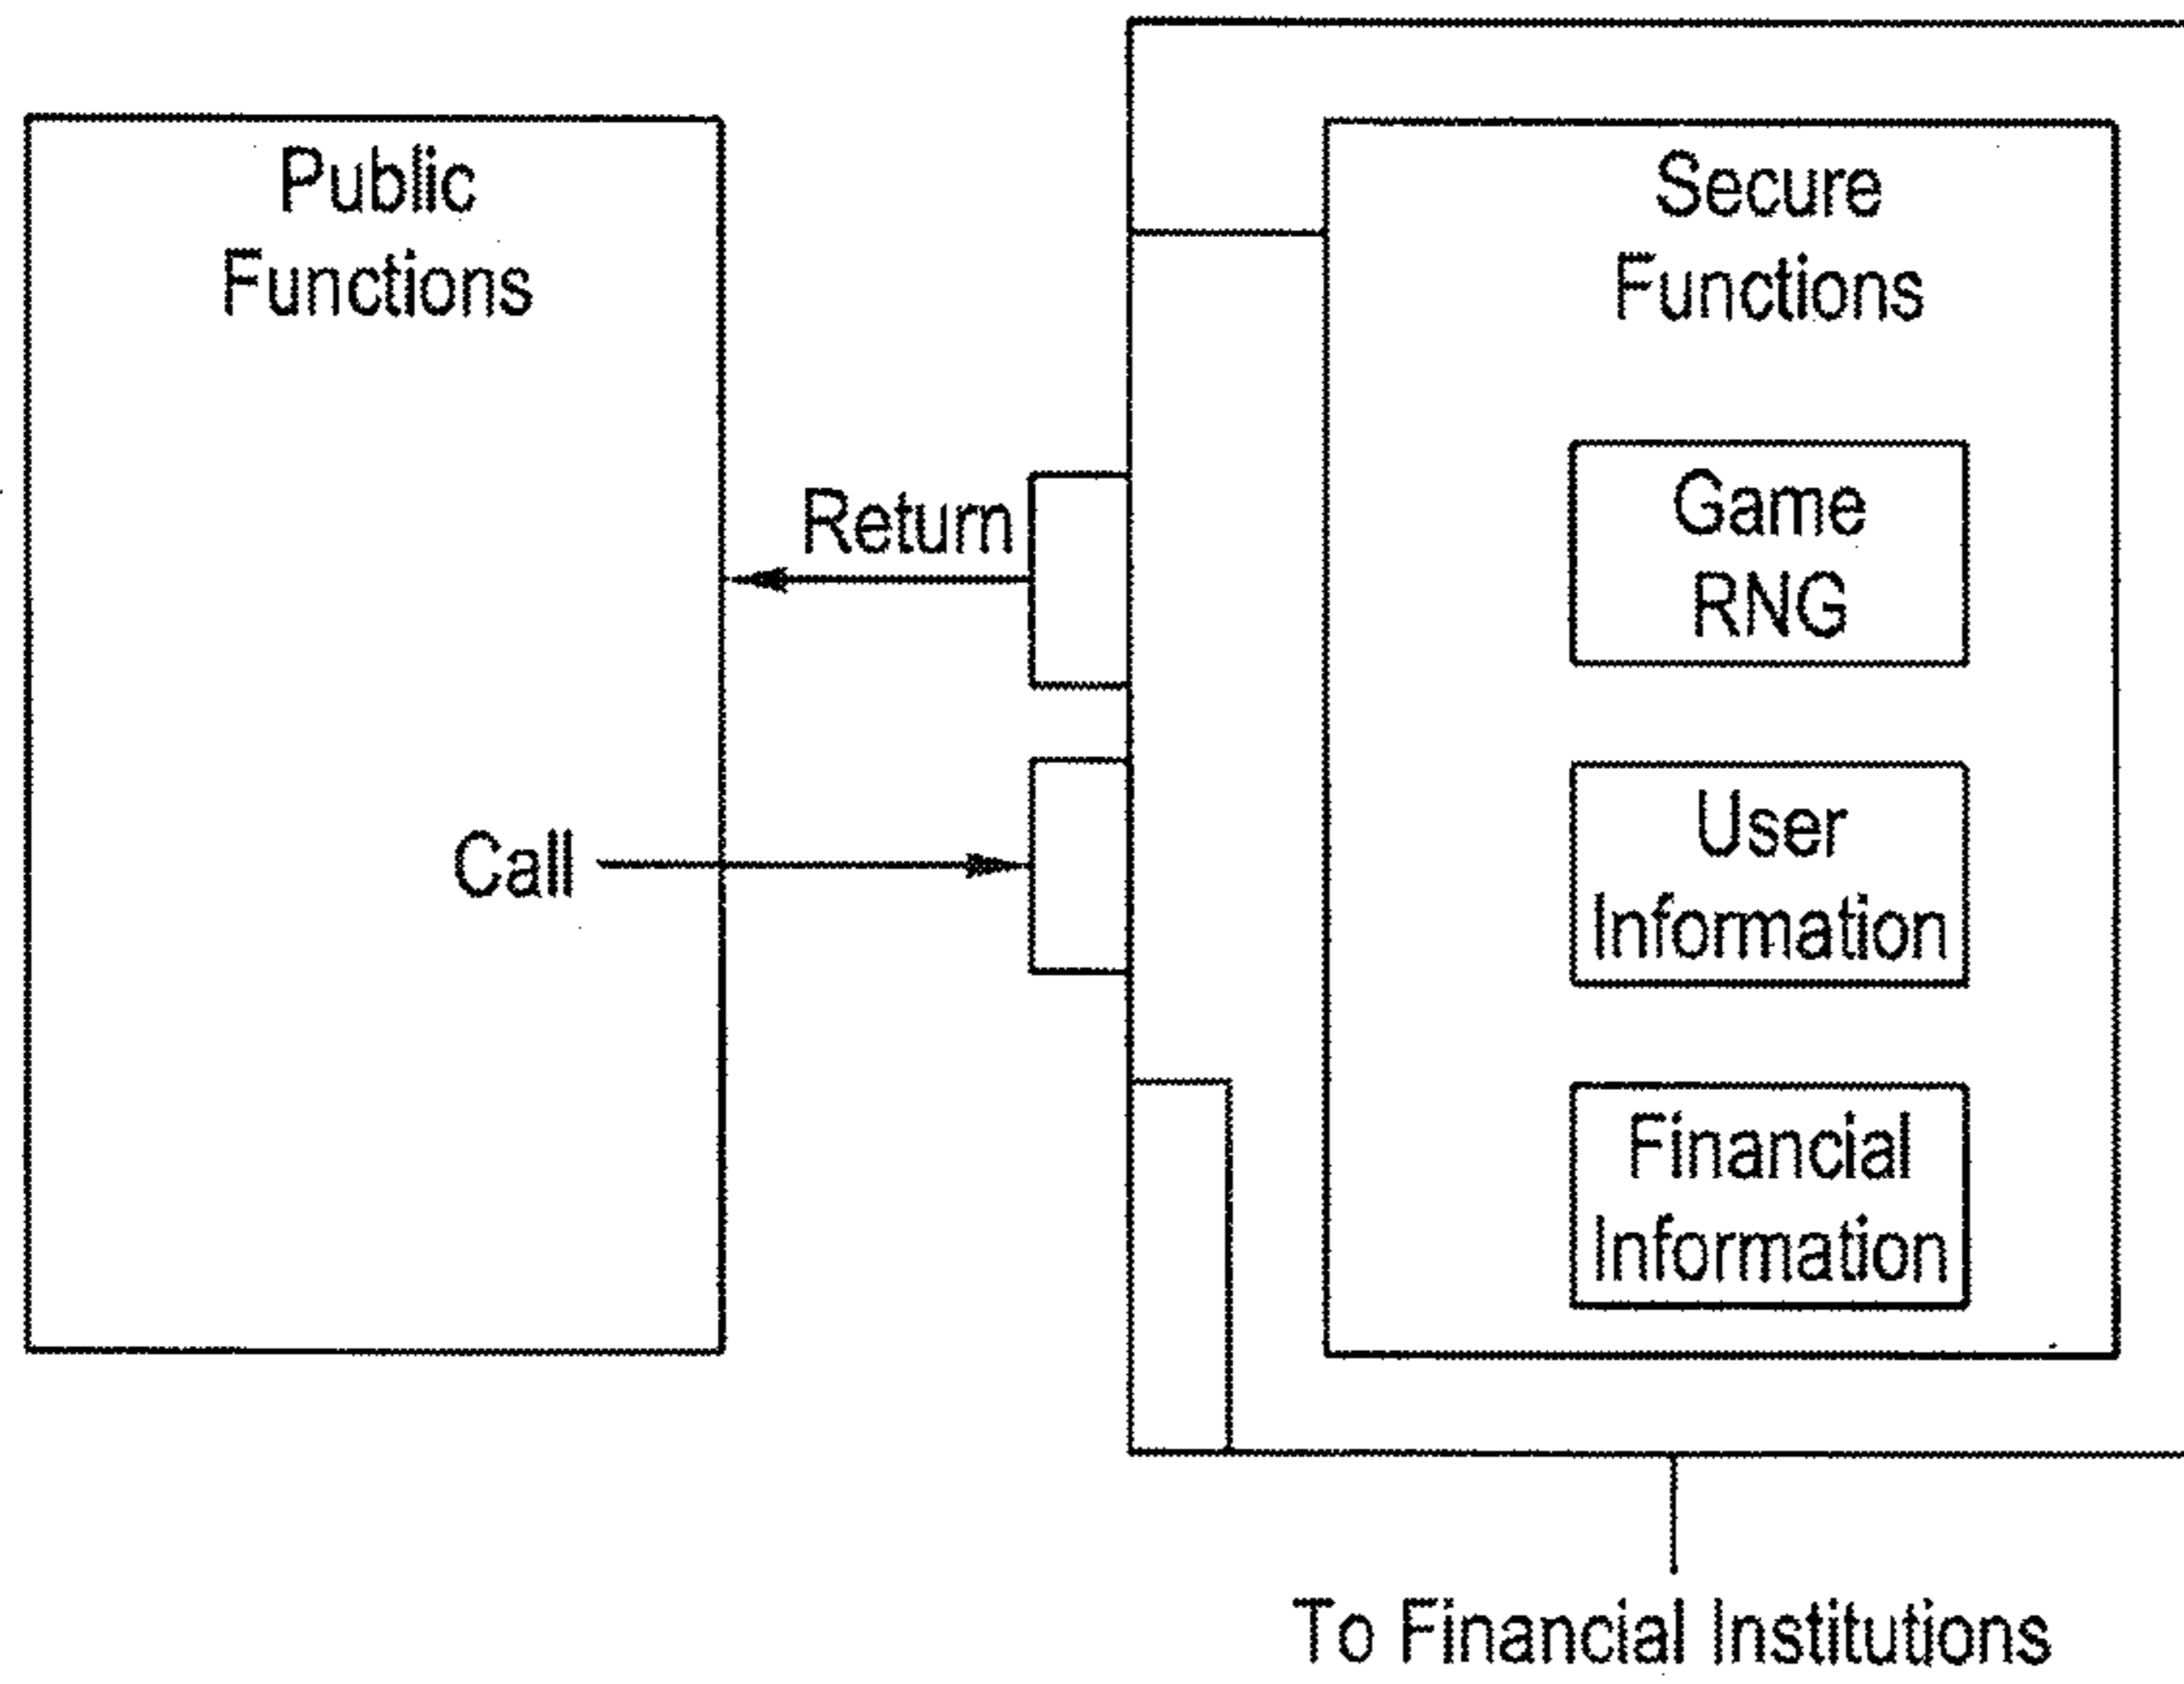 Public
Functions
Return
Call
Secure
Functions
Game
RNG
User
Information
Financial
Information
To Financial Institutions